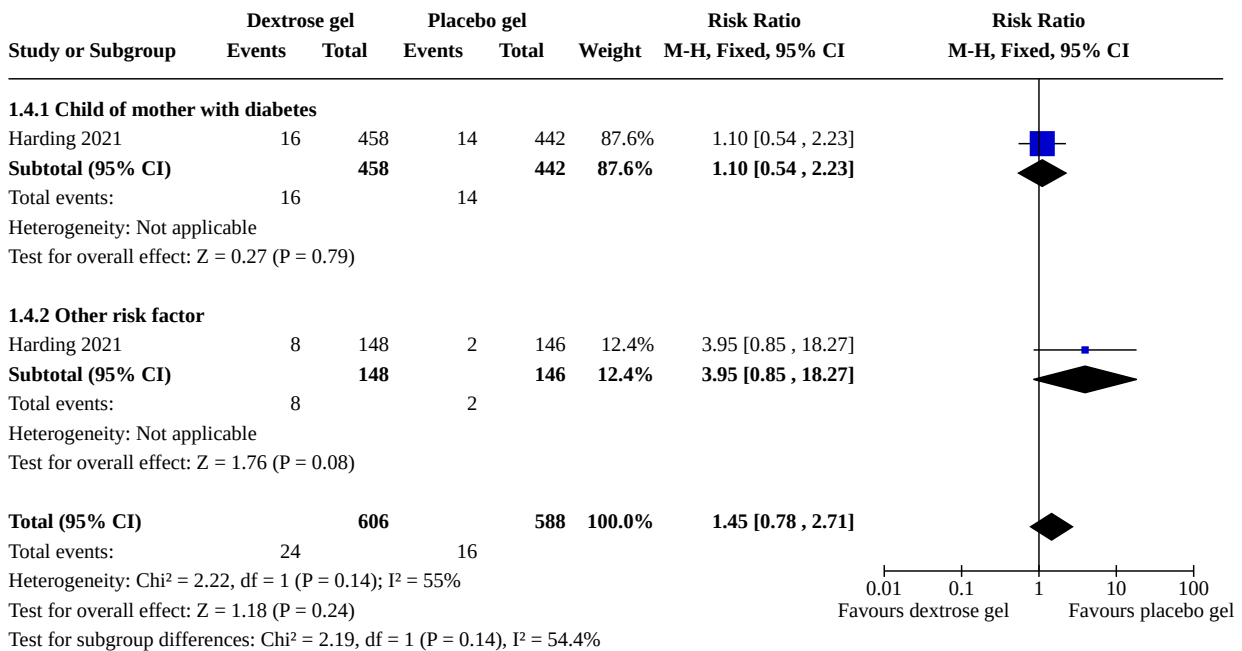 Dextrose gel Placebo gel Risk Ratio Risk Ratio
Study or Subgroup Events Total Events Total Weight M-H, Fixed, 95% CI M-H, Fixed, 95% CI
1.4.1 Child of mother with diabetes
Harding 2021 16 458 14 442 87.6% 1.10 [0.54 , 2.23]
Subtotal (95% CI) 458 442 87.6% 1.10 [0.54 , 2.23]
Total events: 16 14
Heterogeneity: Not applicable
Test for overall effect: Z = 0.27 (P = 0.79)
1.4.2 Other risk factor
Harding 2021 8 148 2 146 12.4% 3.95 [0.85 , 18.27]
Subtotal (95% CI) 148 146 12.4% 3.95 [0.85 , 18.27]
Total events: 8 2
Heterogeneity: Not applicable
Test for overall effect: Z = 1.76 (P = 0.08)
Total (95% CI) 606 588 100.0% 1.45 [0.78 , 2.71]
Total events: 24 16
Heterogeneity: Chi² = 2.22, df = 1 (P = 0.14); I² = 55%
0.01 0.1 1 10 100
Test for overall effect: Z = 1.18 (P = 0.24) Favours dextrose gel Favours placebo gel
Test for subgroup differences: Chi² = 2.19, df = 1 (P = 0.14), I² = 54.4%